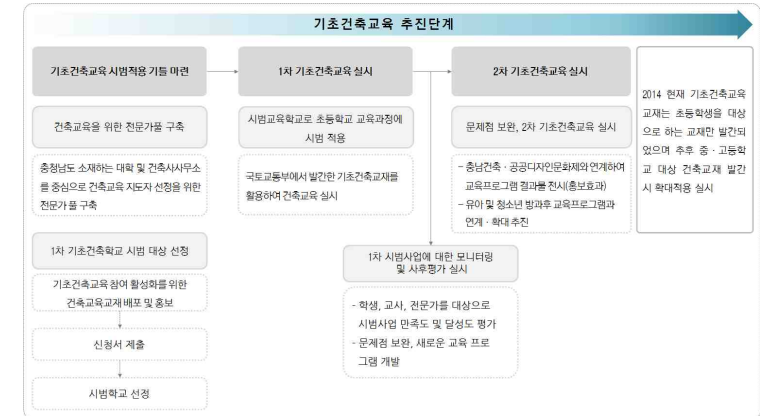 기초건축교육 추진단계
기초건축교육 시범적용 기틀 마련
건축교육을 위한 전문가풀 구축
충청남도 소재하는 대학 및 건축사사무소
를 중심으로 건축교육 지도자 선정을 위한
전문가 풀 구축
1차 기초건축학교 시범 대상 선정
기초건축교육 참여 활성화를 위한
건축교육교재 배포 및 홍보
신청서 제출
시범학교 선정
1차 기초건축교육 실시
시범교육학교로 초등학교 교육과정에
시범 적용
국토교통부에서 발간한 기초건축교재를
활용하여 건축교육 실시
1차 시범사업에 대한 모니터링
및 사후평가 실시
- 학생, 교사, 전문가를 대상으로
시범사업 만족도 및 달성도 평가
- 문제점 보완, 새로운 교육 프로
그램 개발
2차 기초건축교육 실시
문제점 보완, 2차 기초건축교육 실시
- 충남건축 · 공공디자인문화제와 연계하여
교육프로그램 결과물 전시(홍보효과)
- 유아 및 청소년 방과후 교육프로그램과
연계 · 확대 추진
2014 현재 기초건축교육
교재는 초등학생을 대상
으로 하는 교재만 발간되
었으며 추후 중 · 고등학
교 대상 건축교재 발간
시 확대적용 실시